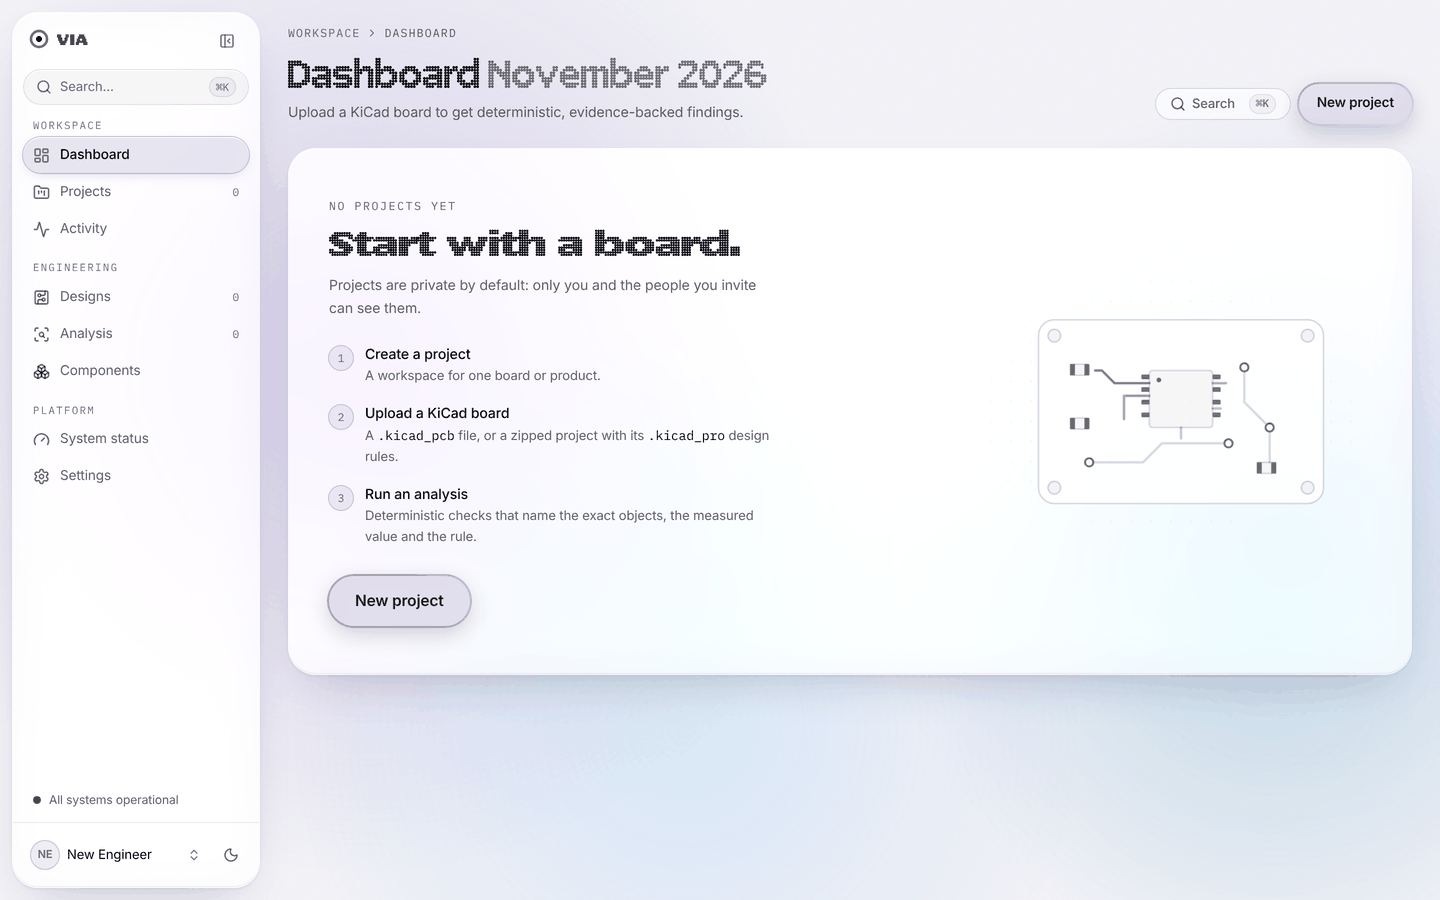 VIA
Search...
⌘K
WORKSPACE
Dashboard
Projects 0
Activity
ENGINEERING
Designs 0
Analysis 0
Components
PLATFORM
System status
Settings
All systems operational
NE New Engineer
WORKSPACE > DASHBOARD
Dashboard November 2026
Upload a KiCad board to get deterministic, evidence-backed findings.
Search ⌘K
New project
NO PROJECTS YET
Start with a board.
Projects are private by default: only you and the people you invite
can see them.
1 Create a project
A workspace for one board or product.
2 Upload a KiCad board
A .kicad_pcb file, or a zipped project with its .kicad_pro design
rules.
3 Run an analysis
Deterministic checks that name the exact objects, the measured
value and the rule.
New project